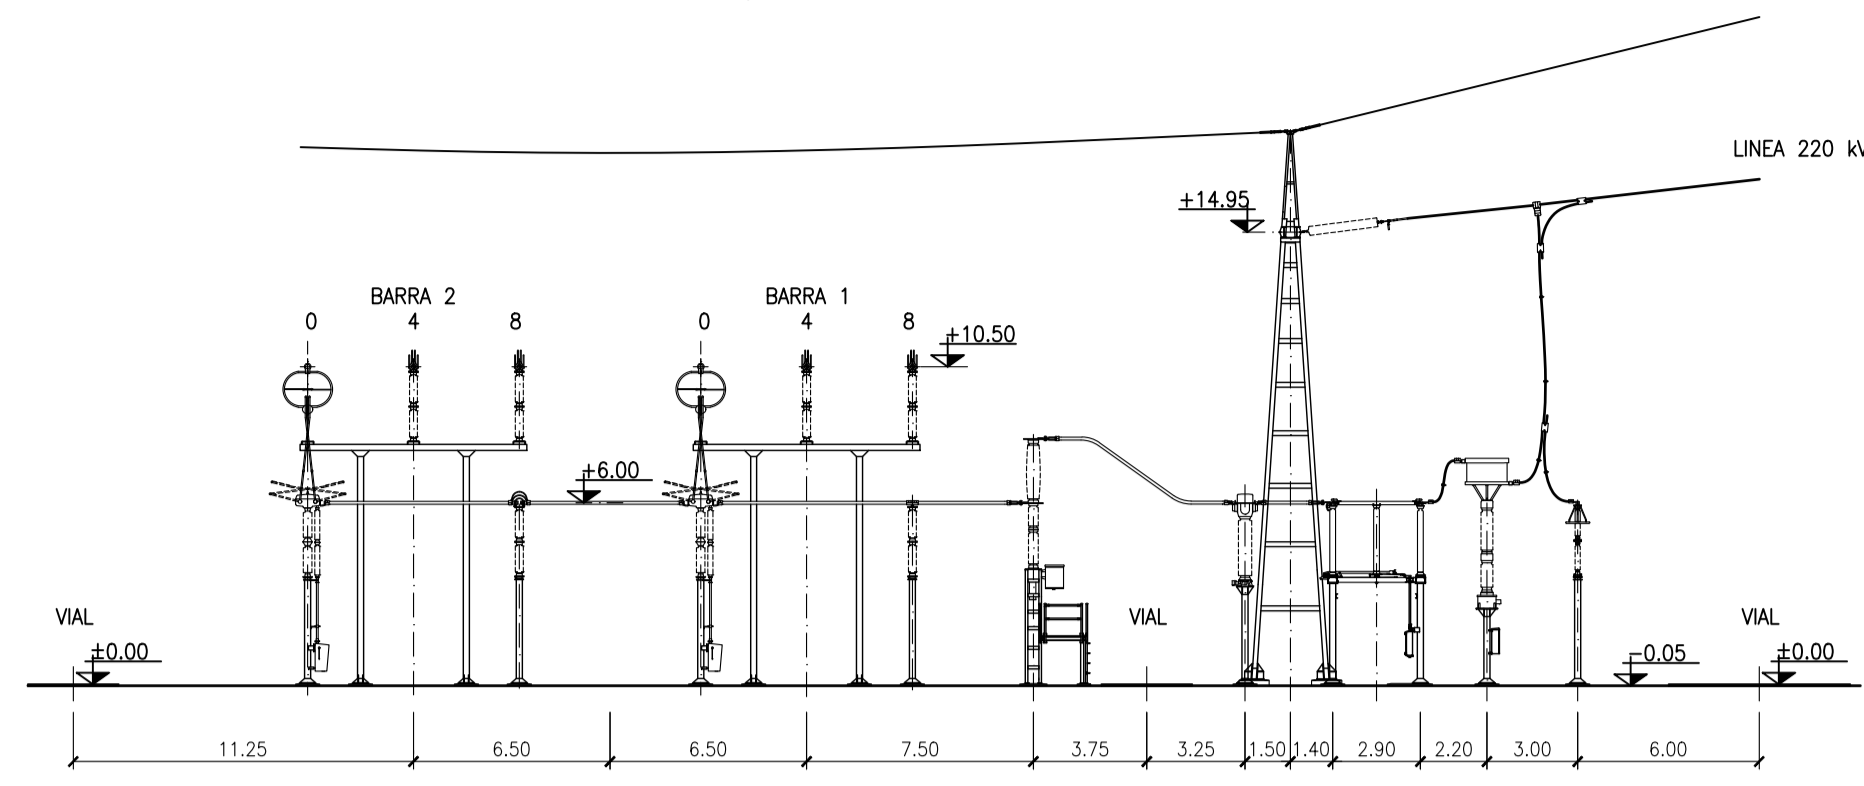 LINEA 220 kV
+14.95
BARRA 2
BARRA 1
0 4 8
0 4 8
+10.50
+6.00
VIAL
VIAL
VIAL
±0.00
-0.05
±0.00
11.25 6.50 6.50 7.50 3.75 3.25 1.50 1.40 2.90 2.20 3.00 6.00